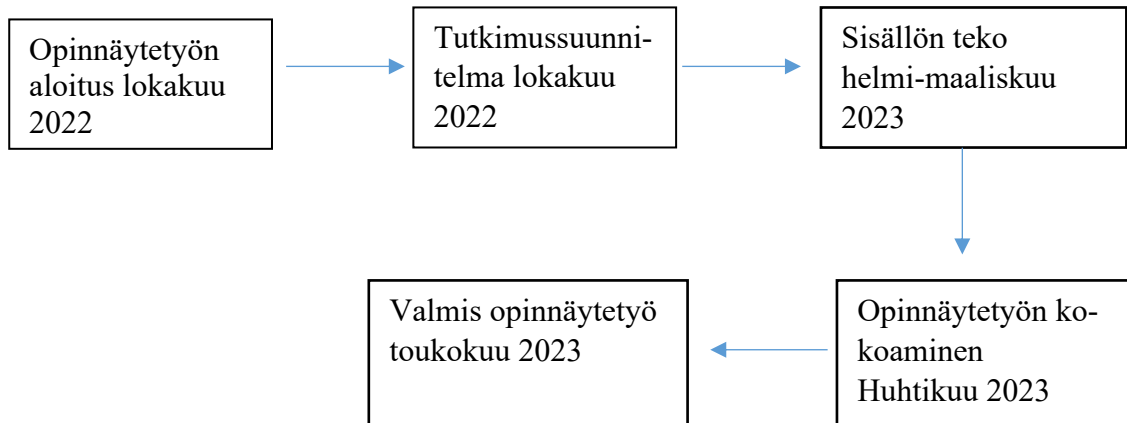 Opinnäytetyön
aloitus lokakuu
2022
Tutkimussuunni-
telma lokakuu
2022
Sisällön teko
helmi-maaliskuu
2023
Opinnäytetyön ko-
koaminen
Huhtikuu 2023
Valmis opinnäytetyö
toukokuu 2023